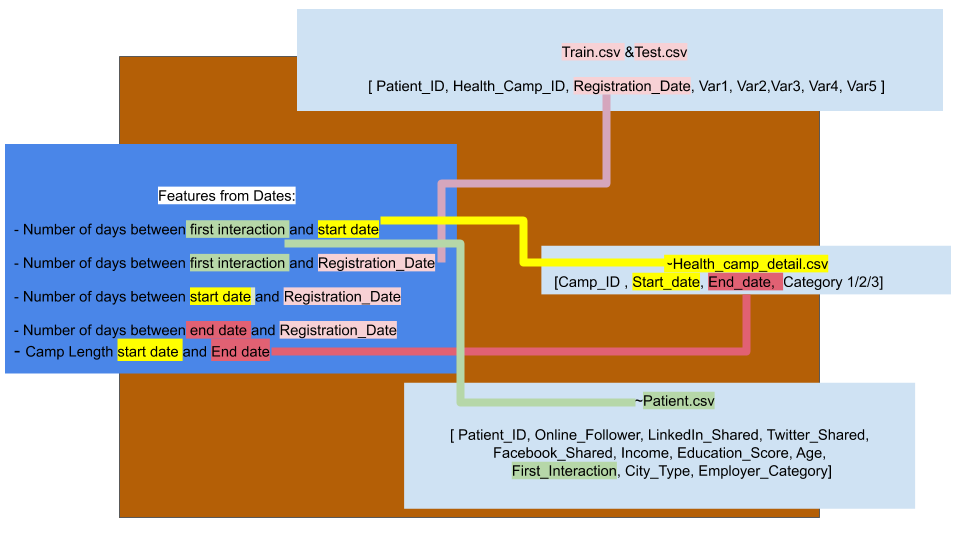 Train.csv &Test.csv
[ Patient_ID, Health_Camp_ID, Registration_Date, Var1, Var2,Var3, Var4, Var5 ]
Features from Dates:
- Number of days between first interaction and start date
- Number of days between first interaction and Registration_Date
- Number of days between start date and Registration_Date
- Number of days between end date and Registration_Date
- Camp Length start date and End date
~Health_camp_detail.csv
[Camp_ID , Start_date, End_date, Category 1/2/3]
~Patient.csv
[ Patient_ID, Online_Follower, LinkedIn_Shared, Twitter_Shared,
Facebook_Shared, Income, Education_Score, Age,
First_Interaction, City_Type, Employer_Category]